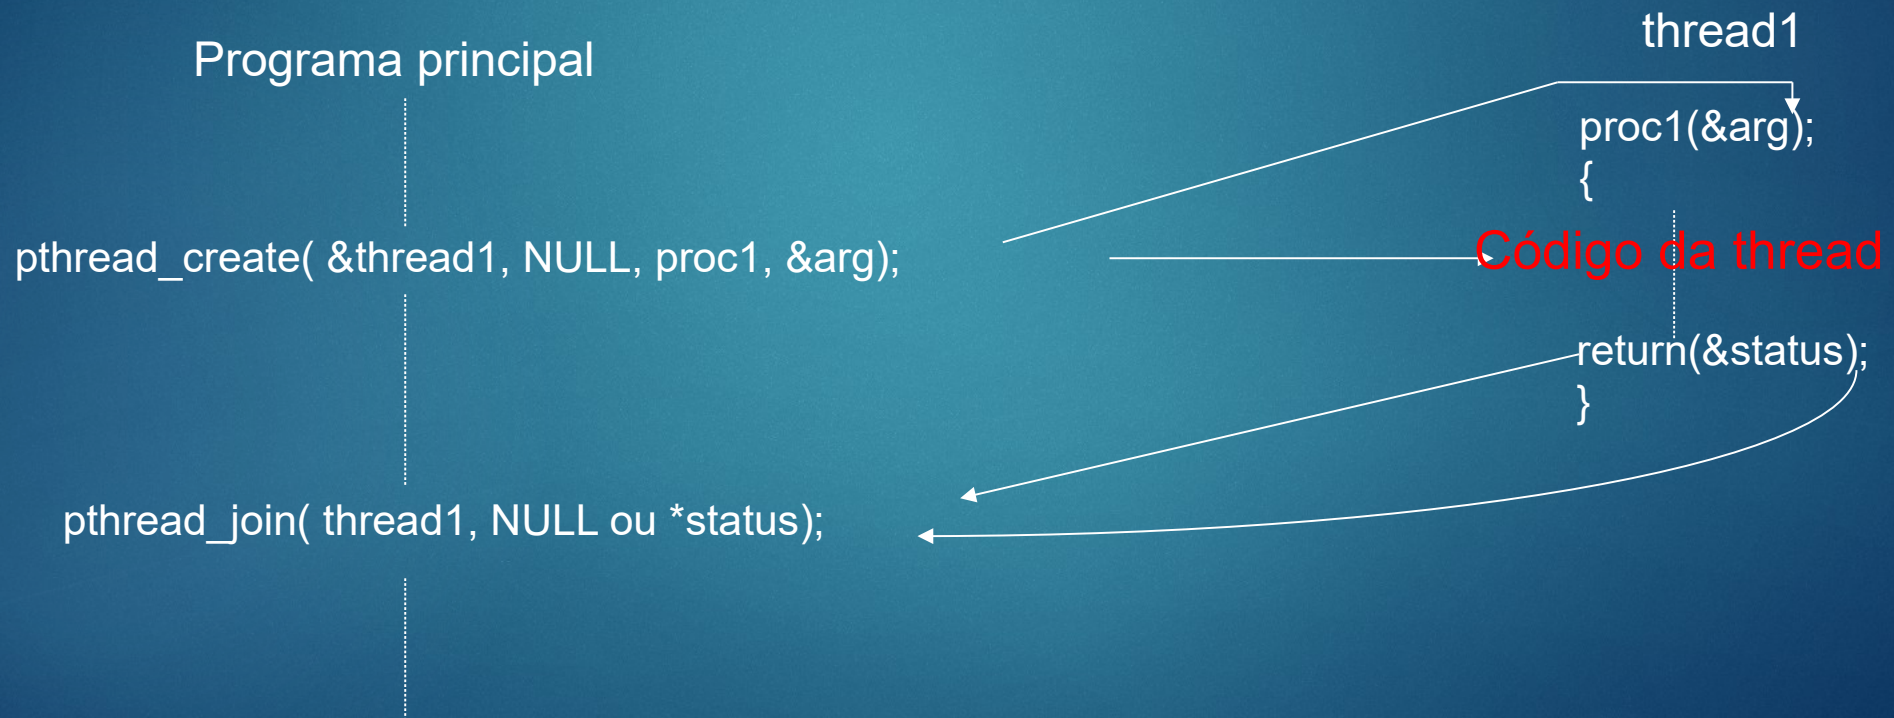 Programa principal
thread1
proc1(&arg);
{
pthread_create( &thread1, NULL, proc1, &arg);
Código da thread
return(&status);
}
pthread_join( thread1, NULL ou *status);